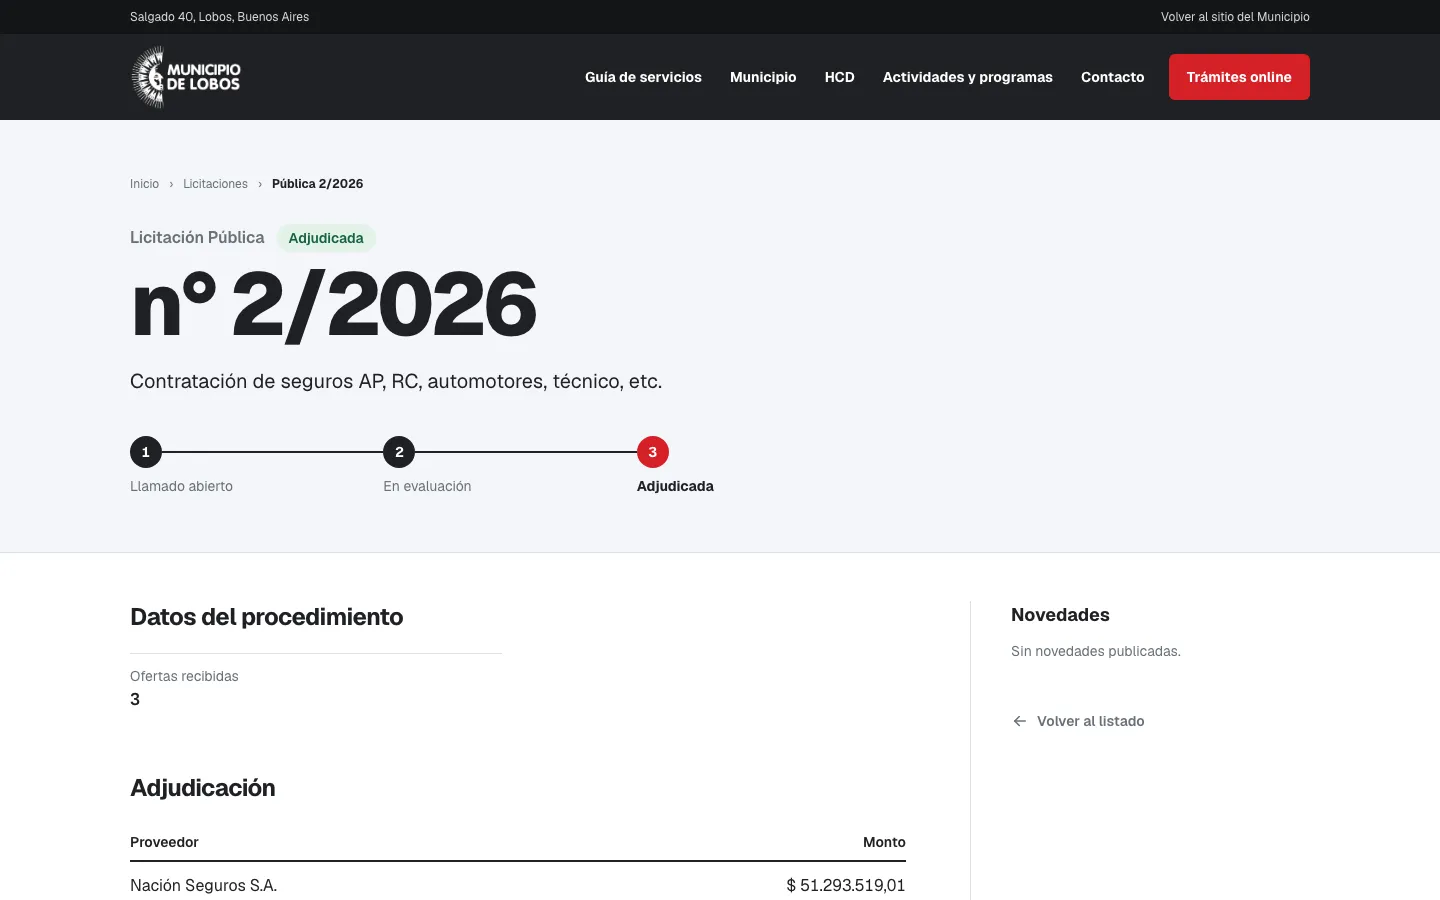 Salgado 40, Lobos, Buenos Aires
Volver al sitio del Municipio
MUNICIPIO
DE LOBOS
Guía de servicios
Municipio
HCD
Actividades y programas
Contacto
Trámites online
Inicio › Licitaciones › Pública 2/2026
Licitación Pública
Adjudicada
n° 2/2026
Contratación de seguros AP, RC, automotores, técnico, etc.
1
2
3
Llamado abierto
En evaluación
Adjudicada
Datos del procedimiento
Ofertas recibidas
3
Adjudicación
Proveedor
Monto
Nación Seguros S.A.
$ 51.293.519,01
Novedades
Sin novedades publicadas.
← Volver al listado